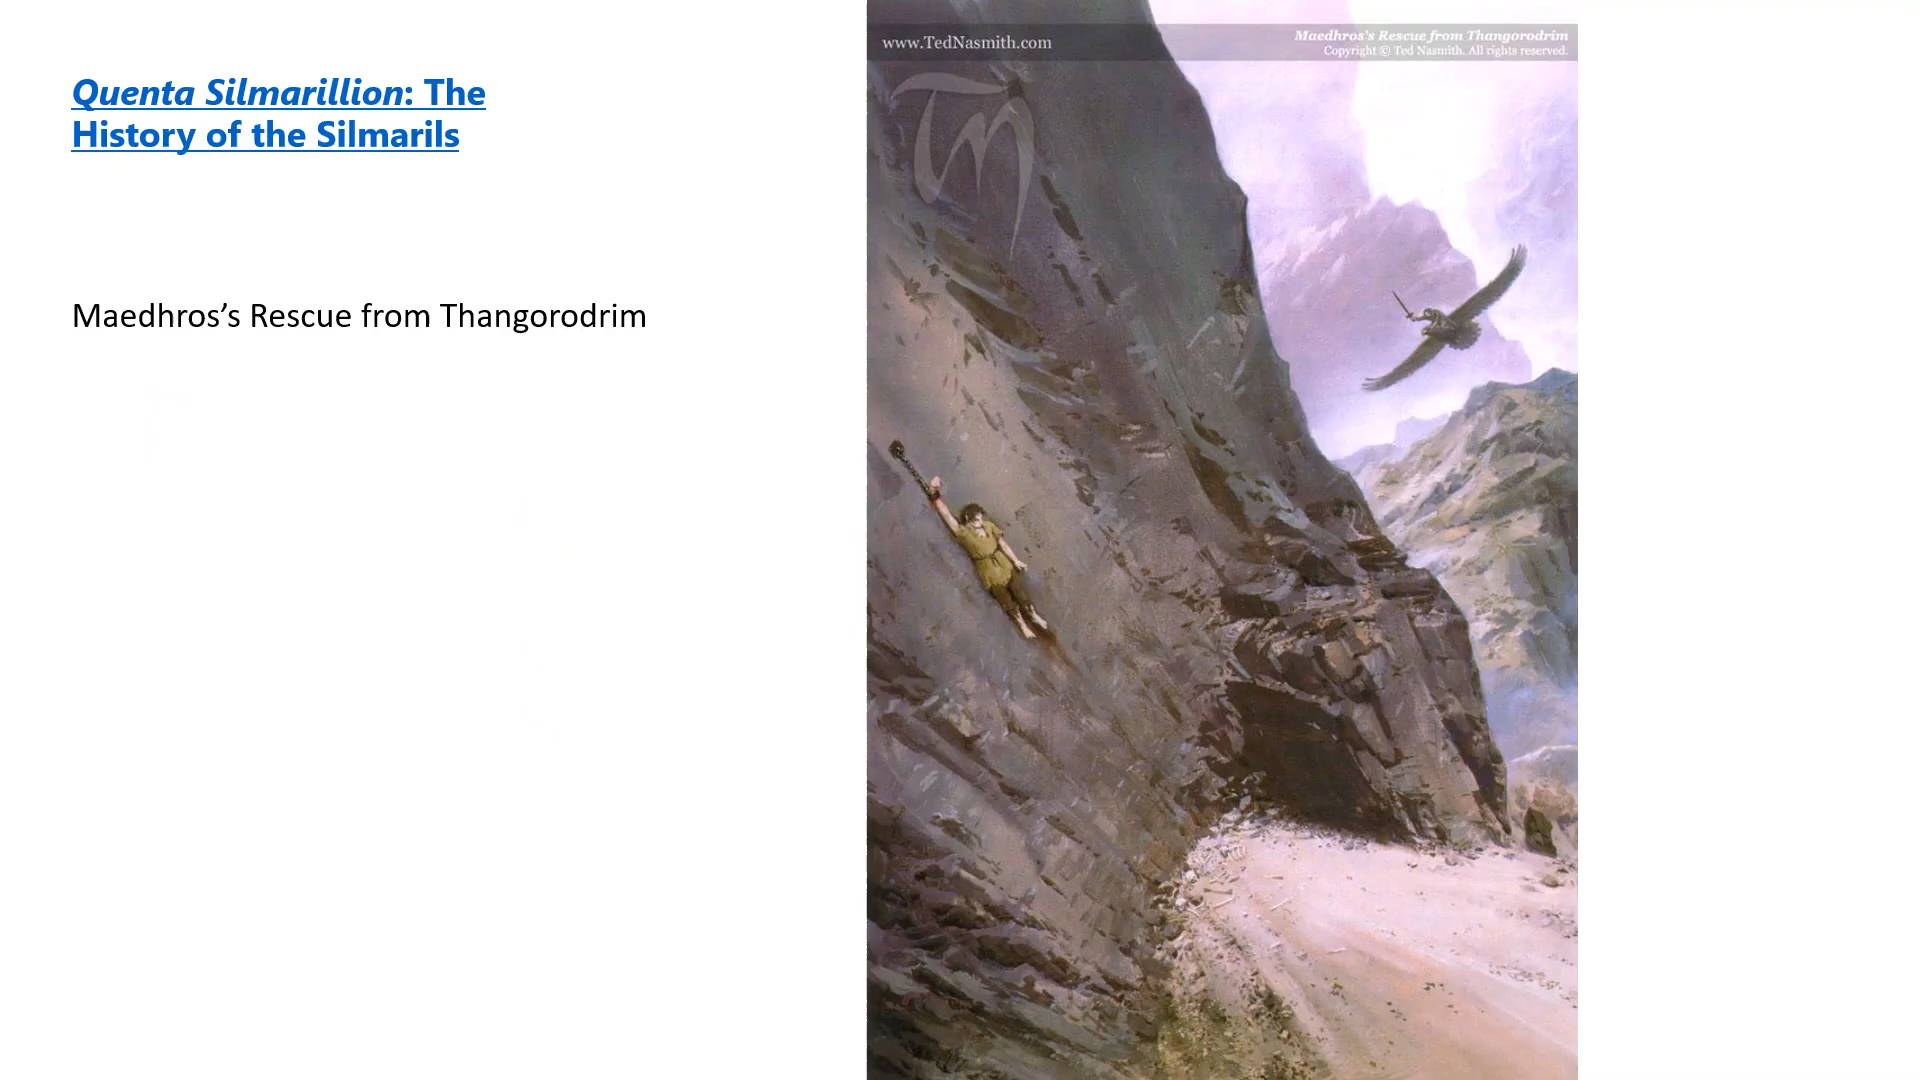 Quenta Silmarillion: The
History of the Silmarils
Maedhros’s Rescue from Thangorodrim
www.TedNasmith.com
Maedhros's Rescue from Thangorodrim
Copyright © Ted Nasmith. All rights reserved.
TN